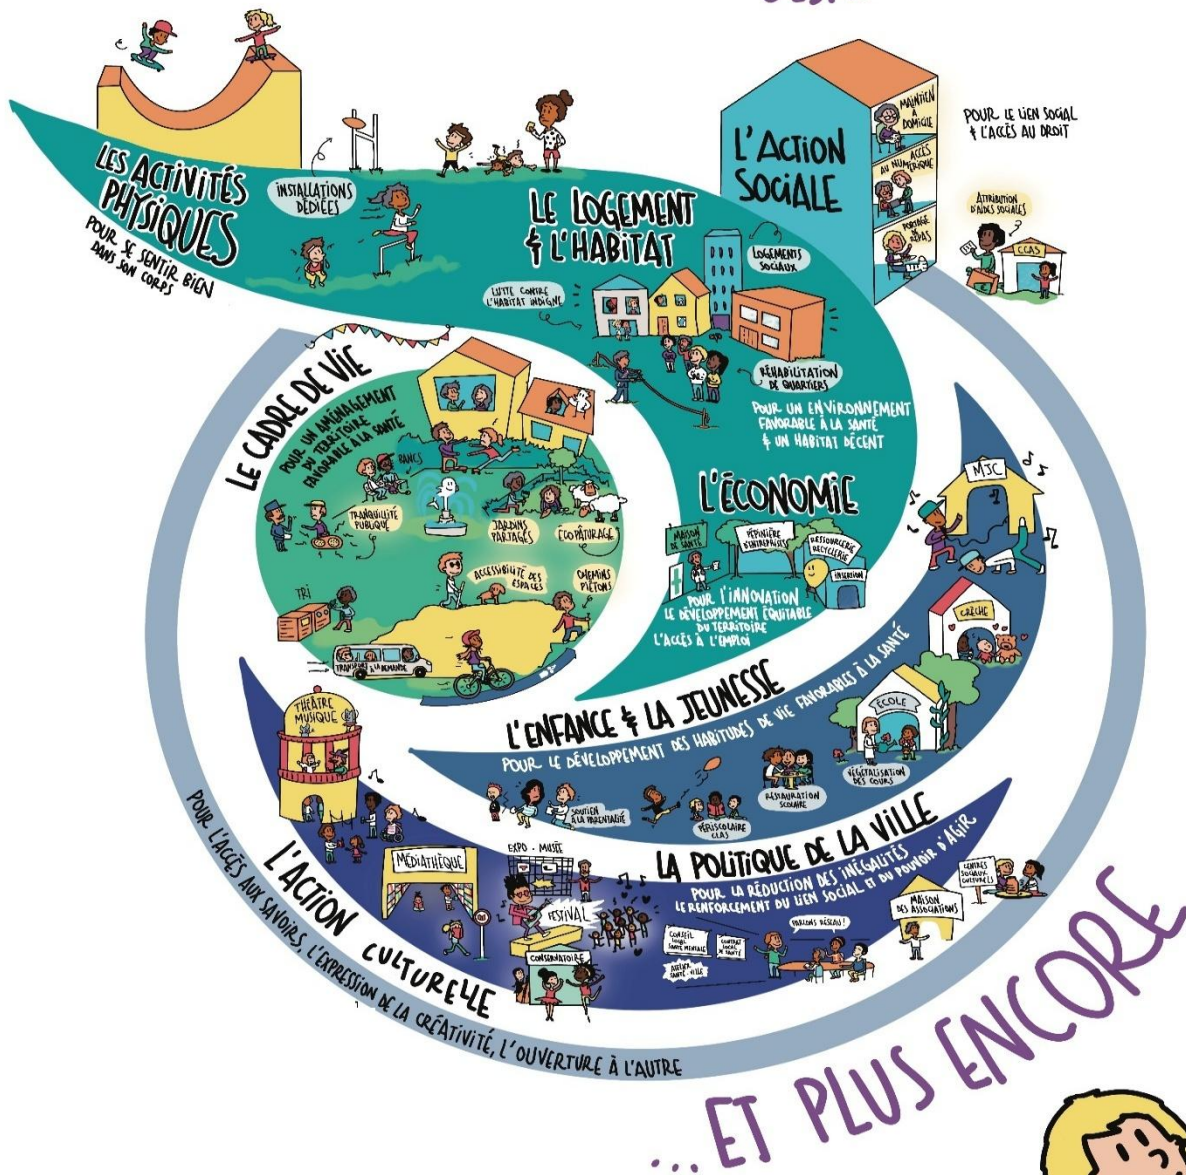 LES ACTIVITÉS
PHYSIQUES
POUR SE SENTIR BIEN
DANS SON CORPS
INSTALLATIONS
DÉDIÉES
LE LOGEMENT
& L'HABITAT
LUTTE CONTRE
L'HABITAT INDIGNE
LOGEMENTS
SOCIAUX
RÉHABILITATION
DE QUARTIERS
POUR UN ENVIRONNEMENT
FAVORABLE À LA SANTÉ
& UN HABITAT DÉCENT
L'ACTION
SOCIALE
MAINTIEN
À
DOMICILE
ACCÈS
AU NUMÉRIQUE
PORTAGE
DE
REPAS
POUR LE LIEN SOCIAL
& L'ACCÈS AU DROIT
ATTRIBUTION
D'AIDES SOCIALES
CCAS
LE CADRE DE VIE
POUR UN AMÉNAGEMENT
DU TERRITOIRE
FAVORABLE À LA SANTÉ
BANCS
TRANQUILLITÉ
PUBLIQUE
JARDINS
PARTAGÉS
ECOPÂTURAGE
ACCESSIBILITÉ DES
ESPACES
CHEMINS
PIÉTONS
TRI
TRANSPORT À LA DEMANDE
L'ÉCONOMIE
MAISON
DE SANTÉ
PÉPINIÈRE
D'ENTREPRISES
RESSOURCERIE
RECYCLERIE
INSERTION
POUR L'INNOVATION
LE DÉVELOPPEMENT ÉQUITABLE
DU TERRITOIRE
L'ACCÈS À L'EMPLOI
L'ENFANCE & LA JEUNESSE
POUR LE DÉVELOPPEMENT DES HABITUDES DE VIE FAVORABLES À LA SANTÉ
MJC
CRÈCHE
ÉCOLE
VÉGÉTALISATION
DES COURS
RESTAURATION
SCOLAIRE
PÉRISCOLAIRE
CLAS
SOUTIEN
À LA PARENTALITÉ
LA POLITIQUE DE LA VILLE
POUR LA RÉDUCTION DES INÉGALITÉS
LE RENFORCEMENT DU LIEN SOCIAL ET DU POUVOIR D'AGIR
CONSEIL
LOCAL
SANTÉ MENTALE
CONTRAT
LOCAL
DE SANTÉ
ATELIER
SANTÉ VILLE
PARLONS RÉSEAU!
MAISON
DES ASSOCIATIONS
CENTRES
SOCIAUX
CULTURELS
L'ACTION CULTURELLE
POUR L'ACCÈS AUX SAVOIRS, L'EXPRESSION DE LA CRÉATIVITÉ, L'OUVERTURE À L'AUTRE
THÉÂTRE
MUSIQUE
MÉDIATHÈQUE
EXPO - MUSÉE
FESTIVAL
CONSERVATOIRE
...ET PLUS ENCORE